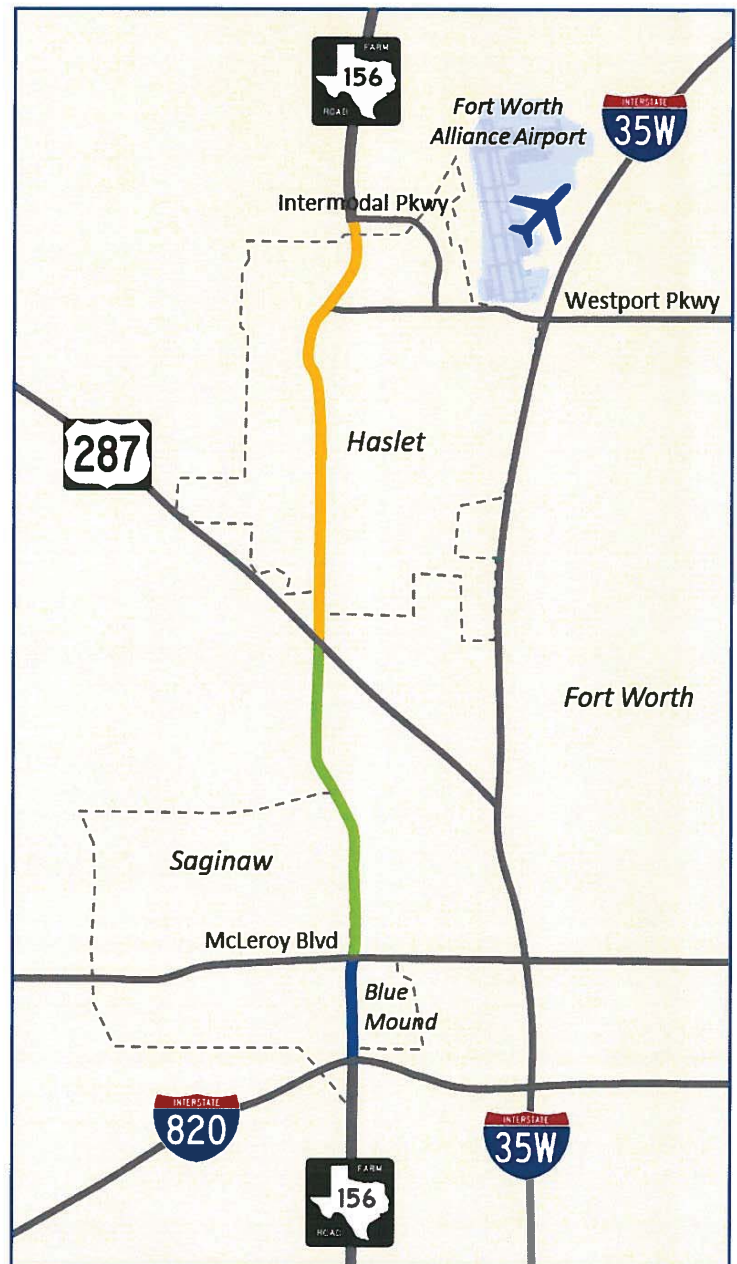 FARM
156
ROAD
Fort Worth
Alliance Airport
INTERSTATE
35W
Intermodal Pkwy
Westport Pkwy
287
Haslet
Fort Worth
Saginaw
McLeroy Blvd
Blue
Mound
INTERSTATE
820
INTERSTATE
35W
FARM
156
ROAD